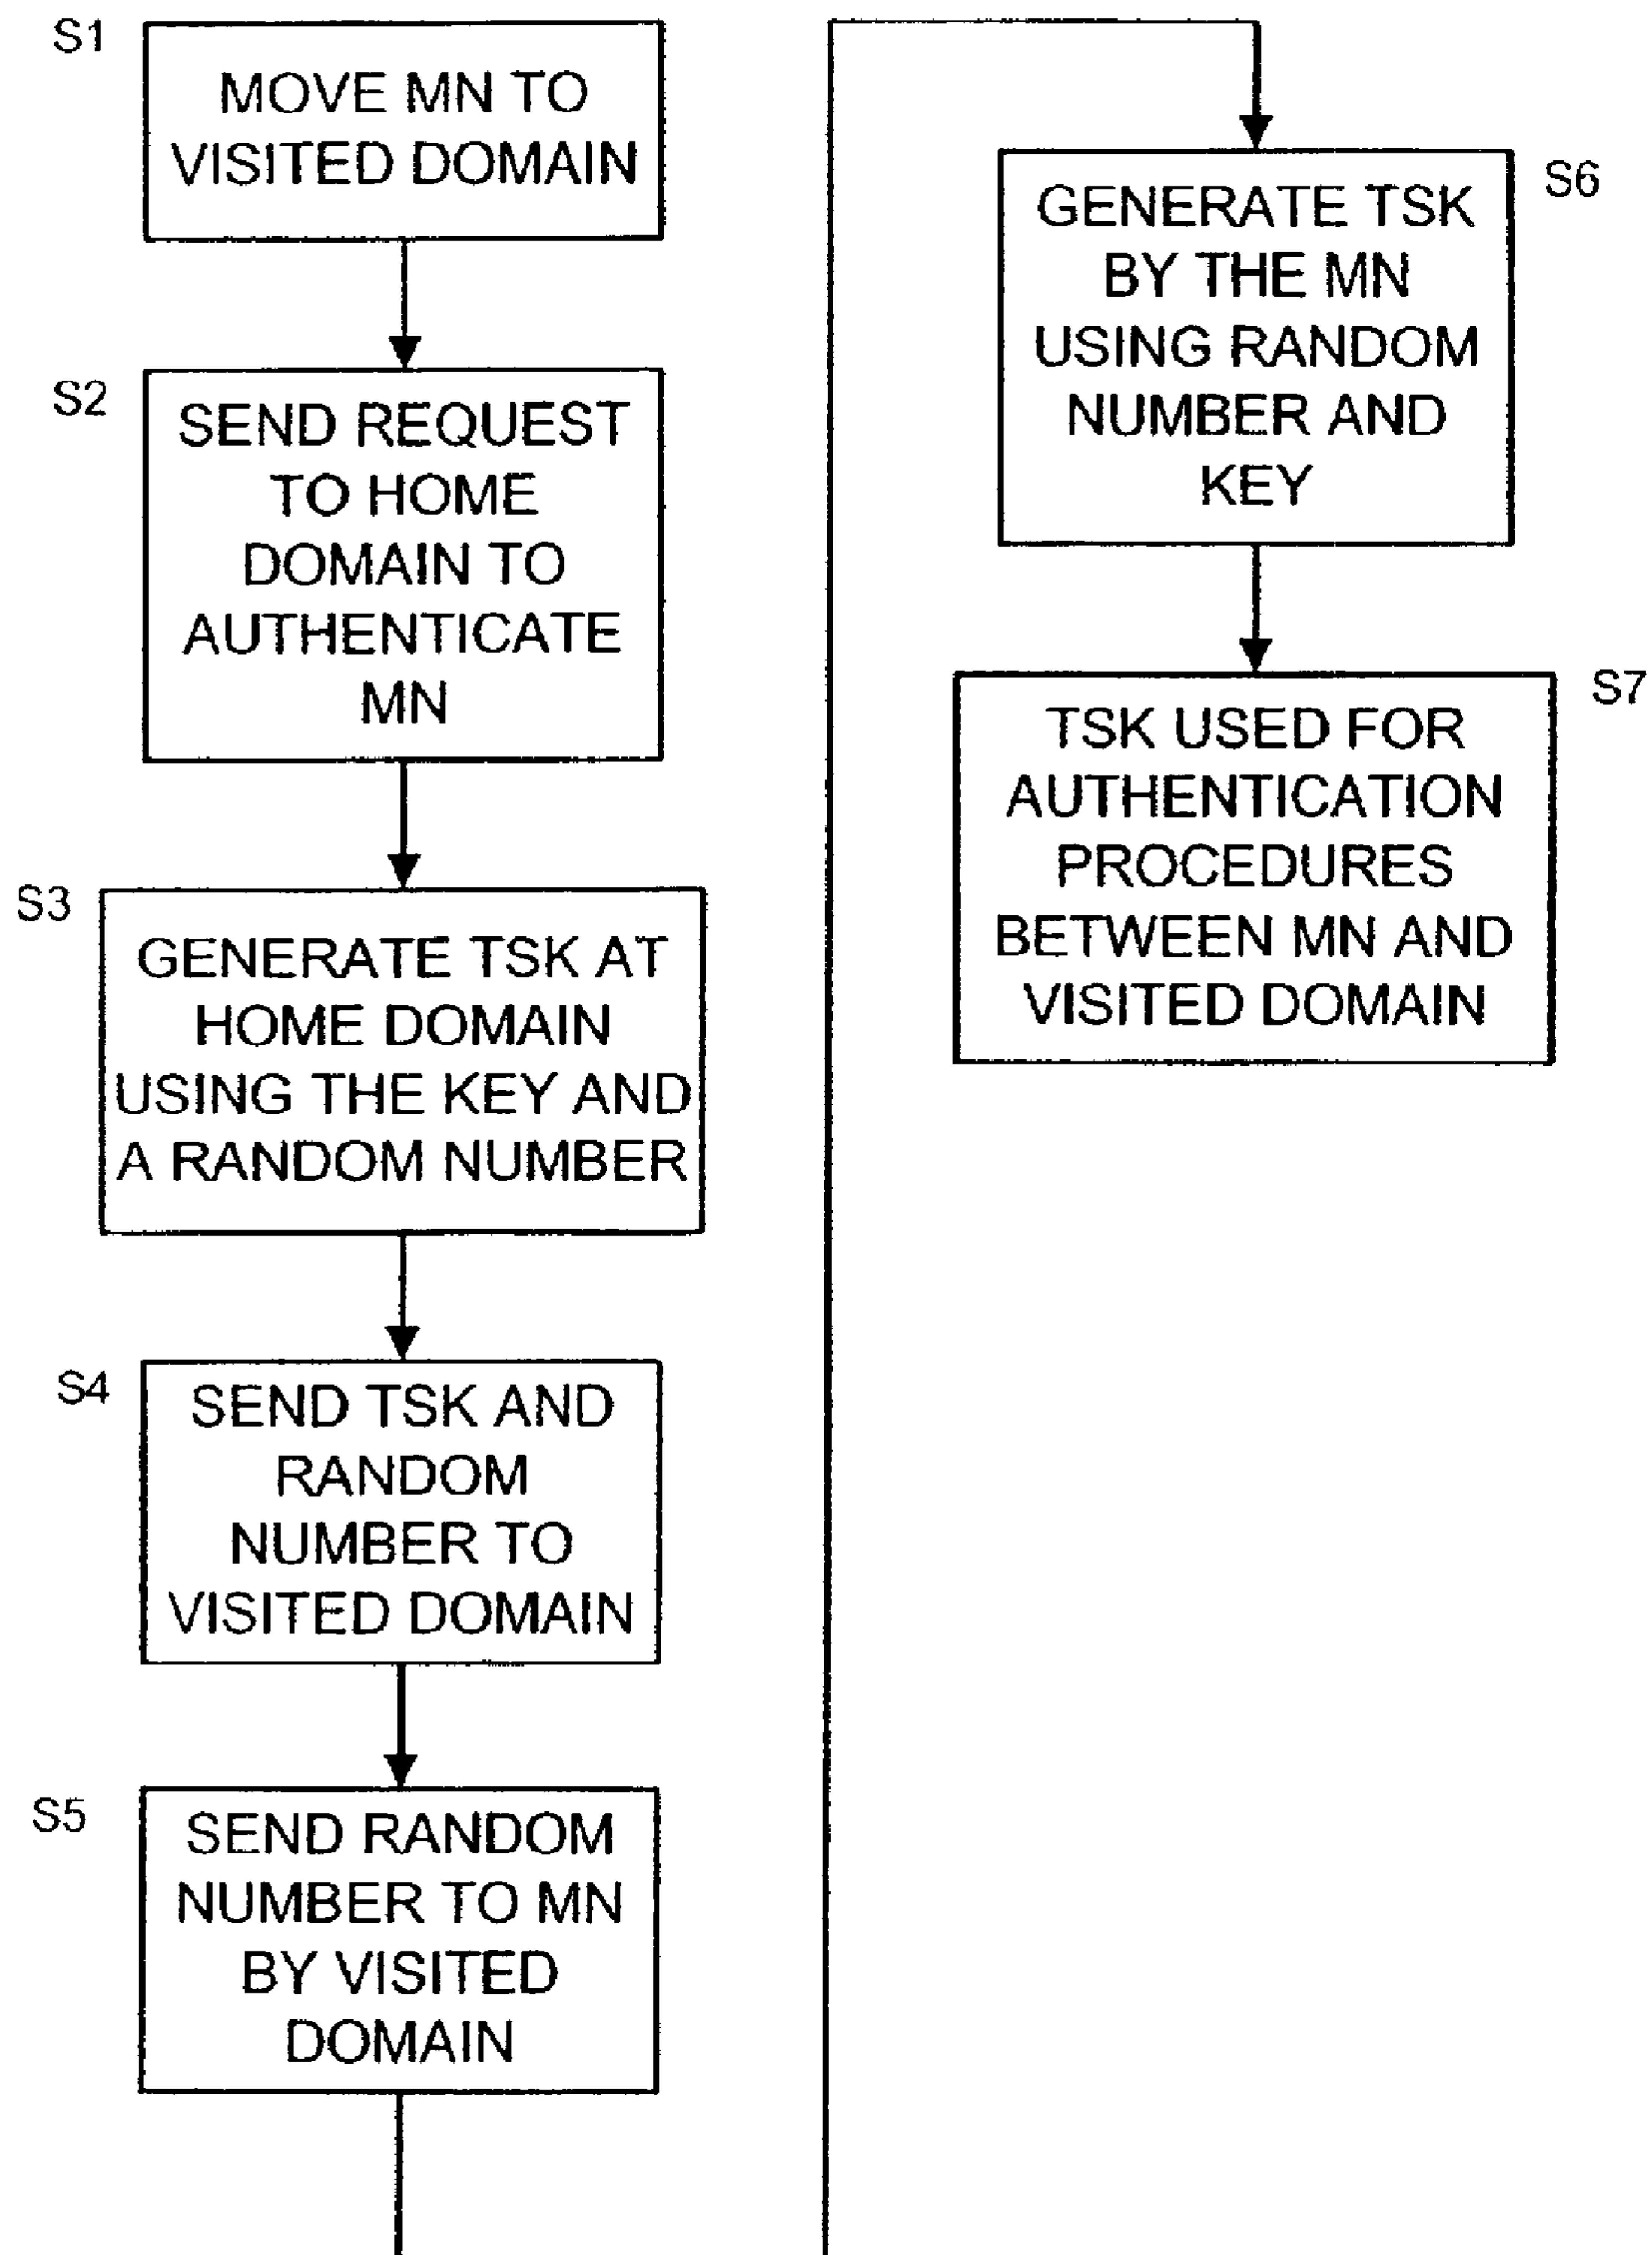 S1
MOVE MN TO
VISITED DOMAIN
S2
SEND REQUEST
TO HOME
DOMAIN TO
AUTHENTICATE
MN
S3
GENERATE TSK AT
HOME DOMAIN
USING THE KEY AND
A RANDOM NUMBER
S4
SEND TSK AND
RANDOM
NUMBER TO
VISITED DOMAIN
S5
SEND RANDOM
NUMBER TO MN
BY VISITED
DOMAIN
S6
GENERATE TSK
BY THE MN
USING RANDOM
NUMBER AND
KEY
S7
TSK USED FOR
AUTHENTICATION
PROCEDURES
BETWEEN MN AND
VISITED DOMAIN